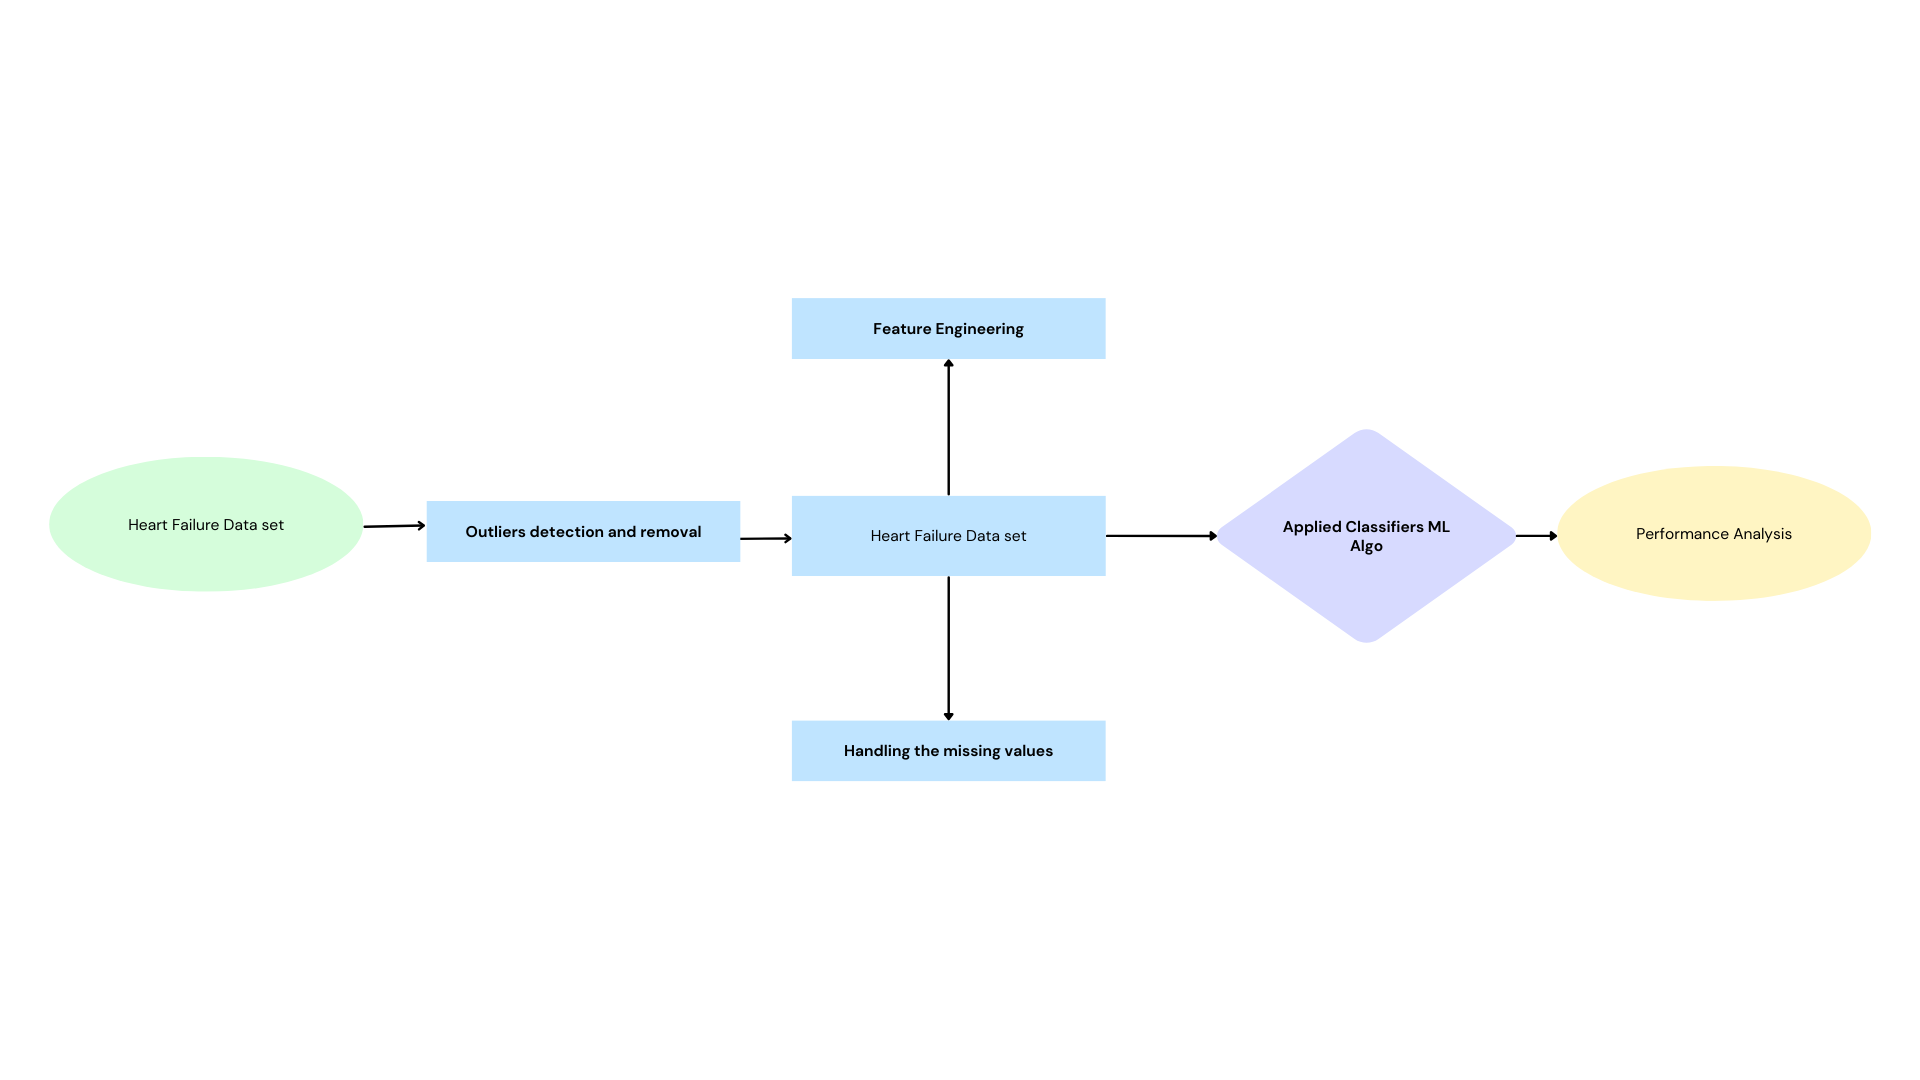 Feature Engineering
Heart Failure Data set
Outliers detection and removal
Heart Failure Data set
Applied Classifiers ML
Algo
Performance Analysis
Handling the missing values